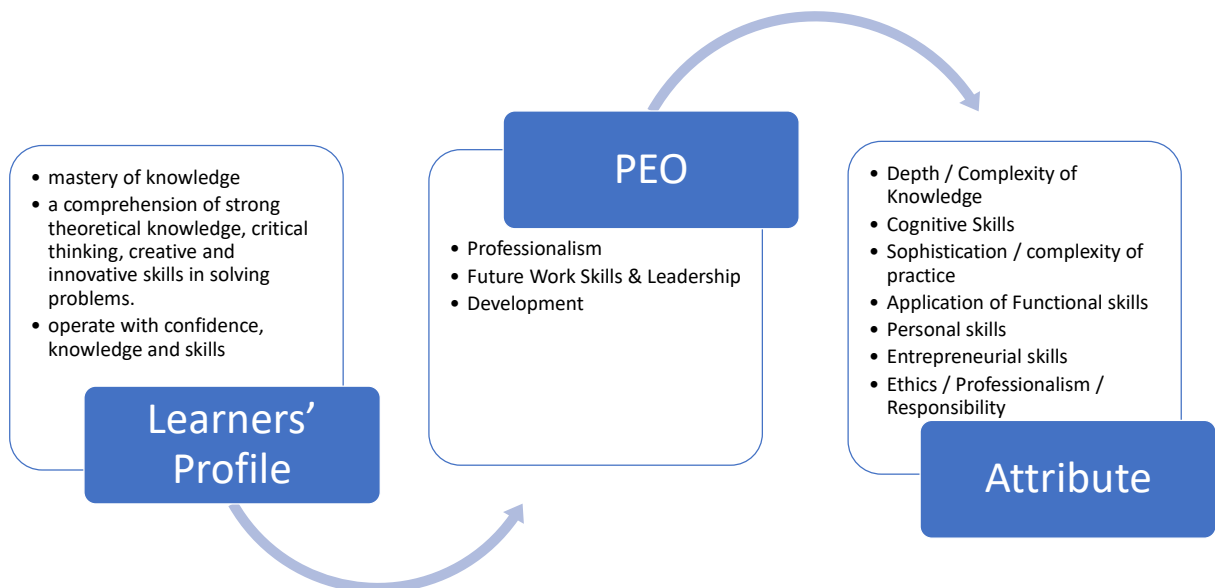 • mastery of knowledge
• a comprehension of strong
theoretical knowledge, critical
thinking, creative and
innovative skills in solving
problems.
• operate with confidence,
knowledge and skills
Learners’
Profile
PEO
• Professionalism
• Future Work Skills & Leadership
• Development
• Depth / Complexity of
Knowledge
• Cognitive Skills
• Sophistication / complexity of
practice
• Application of Functional skills
• Personal skills
• Entrepreneurial skills
• Ethics / Professionalism /
Responsibility
Attribute